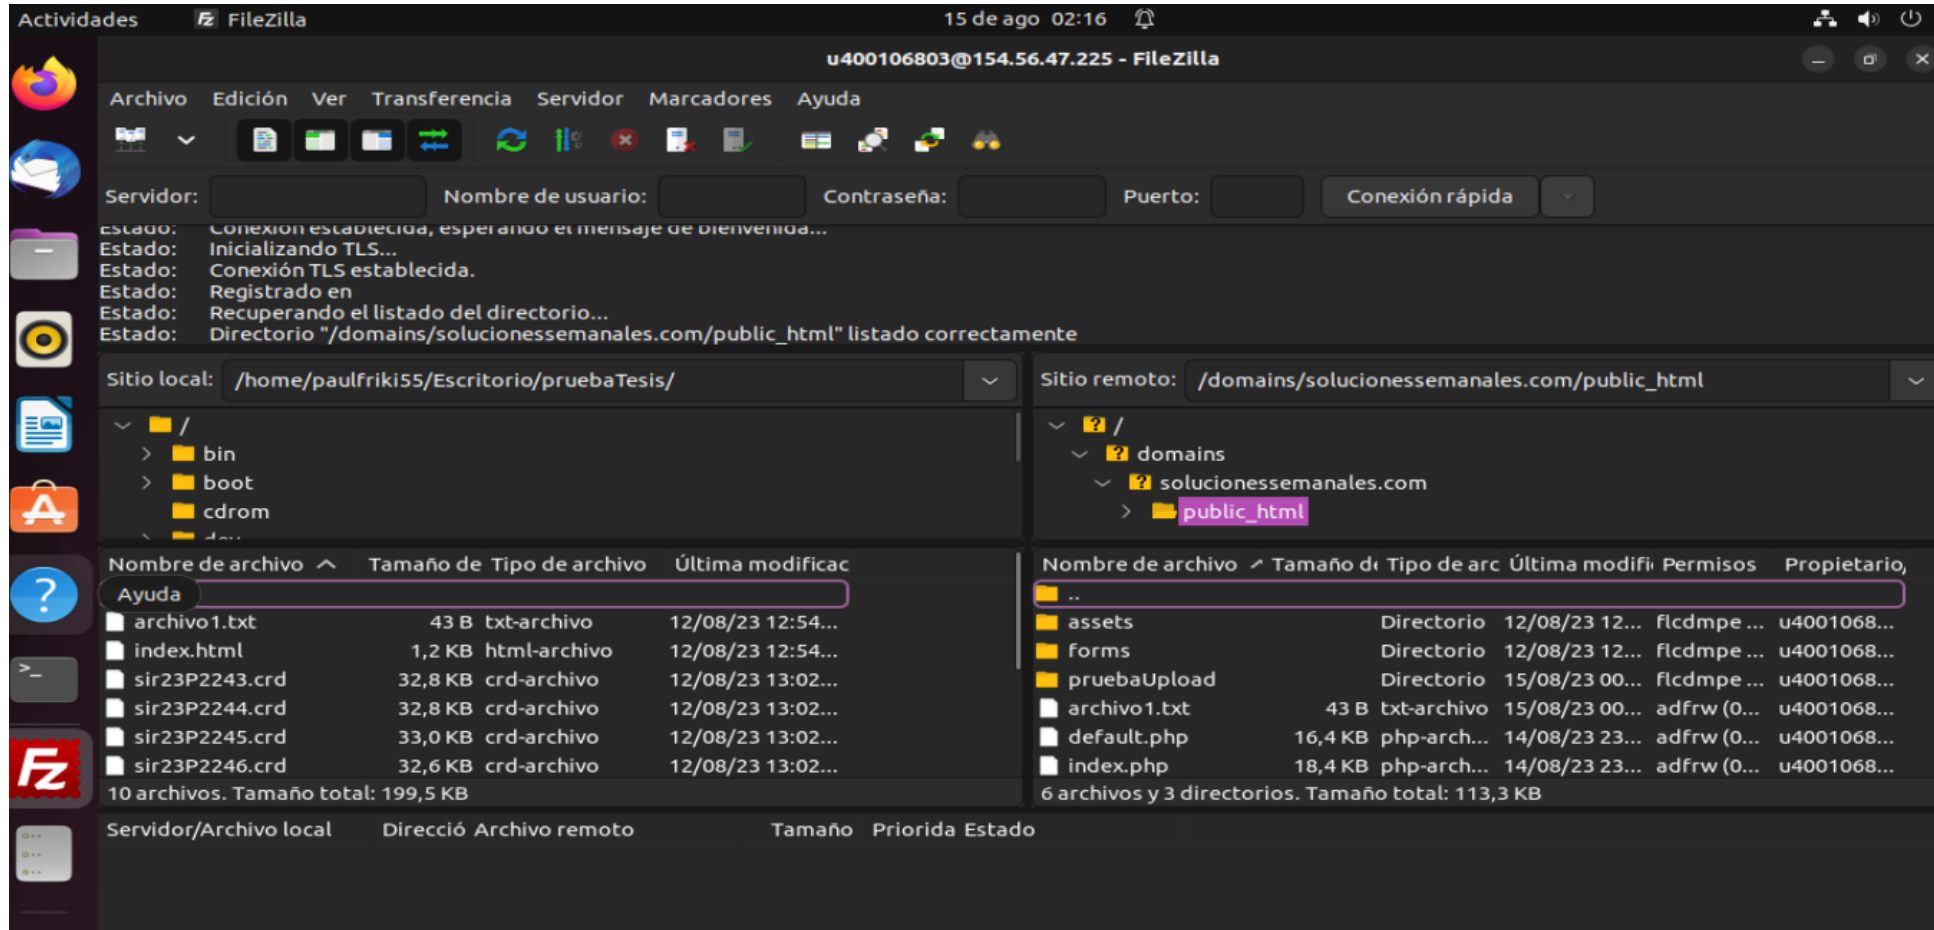 Actividades FileZilla 15 de ago 02:16
u400106803@154.56.47.225 - FileZilla
Archivo Edición Ver Transferencia Servidor Marcadores Ayuda
Servidor: Nombre de usuario: Contraseña: Puerto: Conexión rápida
Estado: Conexión establecida, esperando el mensaje de bienvenida...
Estado: Inicializando TLS...
Estado: Conexión TLS establecida.
Estado: Registrado en
Estado: Recuperando el listado del directorio...
Estado: Directorio "/domains/solucionessemanales.com/public_html" listado correctamente
Sitio local: /home/paulfriki55/Escritorio/pruebaTesis/
/
bin
boot
cdrom
dev
Nombre de archivo Tamaño de Tipo de archivo Última modificac
Ayuda
archivo1.txt 43 B txt-archivo 12/08/23 12:54...
index.html 1,2 KB html-archivo 12/08/23 12:54...
sir23P2243.crd 32,8 KB crd-archivo 12/08/23 13:02...
sir23P2244.crd 32,8 KB crd-archivo 12/08/23 13:02...
sir23P2245.crd 33,0 KB crd-archivo 12/08/23 13:02...
sir23P2246.crd 32,6 KB crd-archivo 12/08/23 13:02...
10 archivos. Tamaño total: 199,5 KB
Sitio remoto: /domains/solucionessemanales.com/public_html
/
domains
solucionessemanales.com
public_html
Nombre de archivo Tamaño d Tipo de arc Última modifi Permisos Propietario/
..
assets Directorio 12/08/23 12... flcdmpe ... u4001068...
forms Directorio 12/08/23 12... flcdmpe ... u4001068...
pruebaUpload Directorio 15/08/23 00... flcdmpe ... u4001068...
archivo1.txt 43 B txt-archivo 15/08/23 00... adfrw (0... u4001068...
default.php 16,4 KB php-arch... 14/08/23 23... adfrw (0... u4001068...
index.php 18,4 KB php-arch... 14/08/23 23... adfrw (0... u4001068...
6 archivos y 3 directorios. Tamaño total: 113,3 KB
Servidor/Archivo local Direcció Archivo remoto Tamaño Priorida Estado